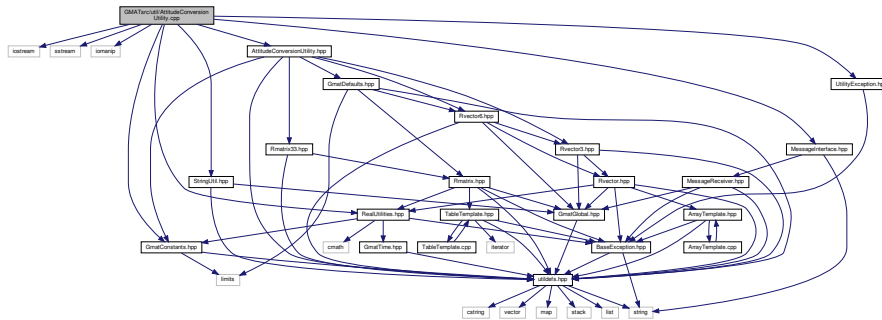 GMATsrc/util/AttitudeConversion
Utility.cpp
iostream
sstream
iomanip
AttitudeConversionUtility.hpp
GmatDefaults.hpp
UtilityException.hpp
Rvector6.hpp
Rmatrix33.hpp
Rvector3.hpp
MessageInterface.hpp
StringUtil.hpp
Rmatrix.hpp
Rvector.hpp
MessageReceiver.hpp
RealUtilities.hpp
TableTemplate.hpp
GmatGlobal.hpp
ArrayTemplate.hpp
GmatConstants.hpp
cmath
GmatTime.hpp
TableTemplate.cpp
iterator
BaseException.hpp
ArrayTemplate.cpp
limits
utildefs.hpp
cstring
vector
map
stack
list
string